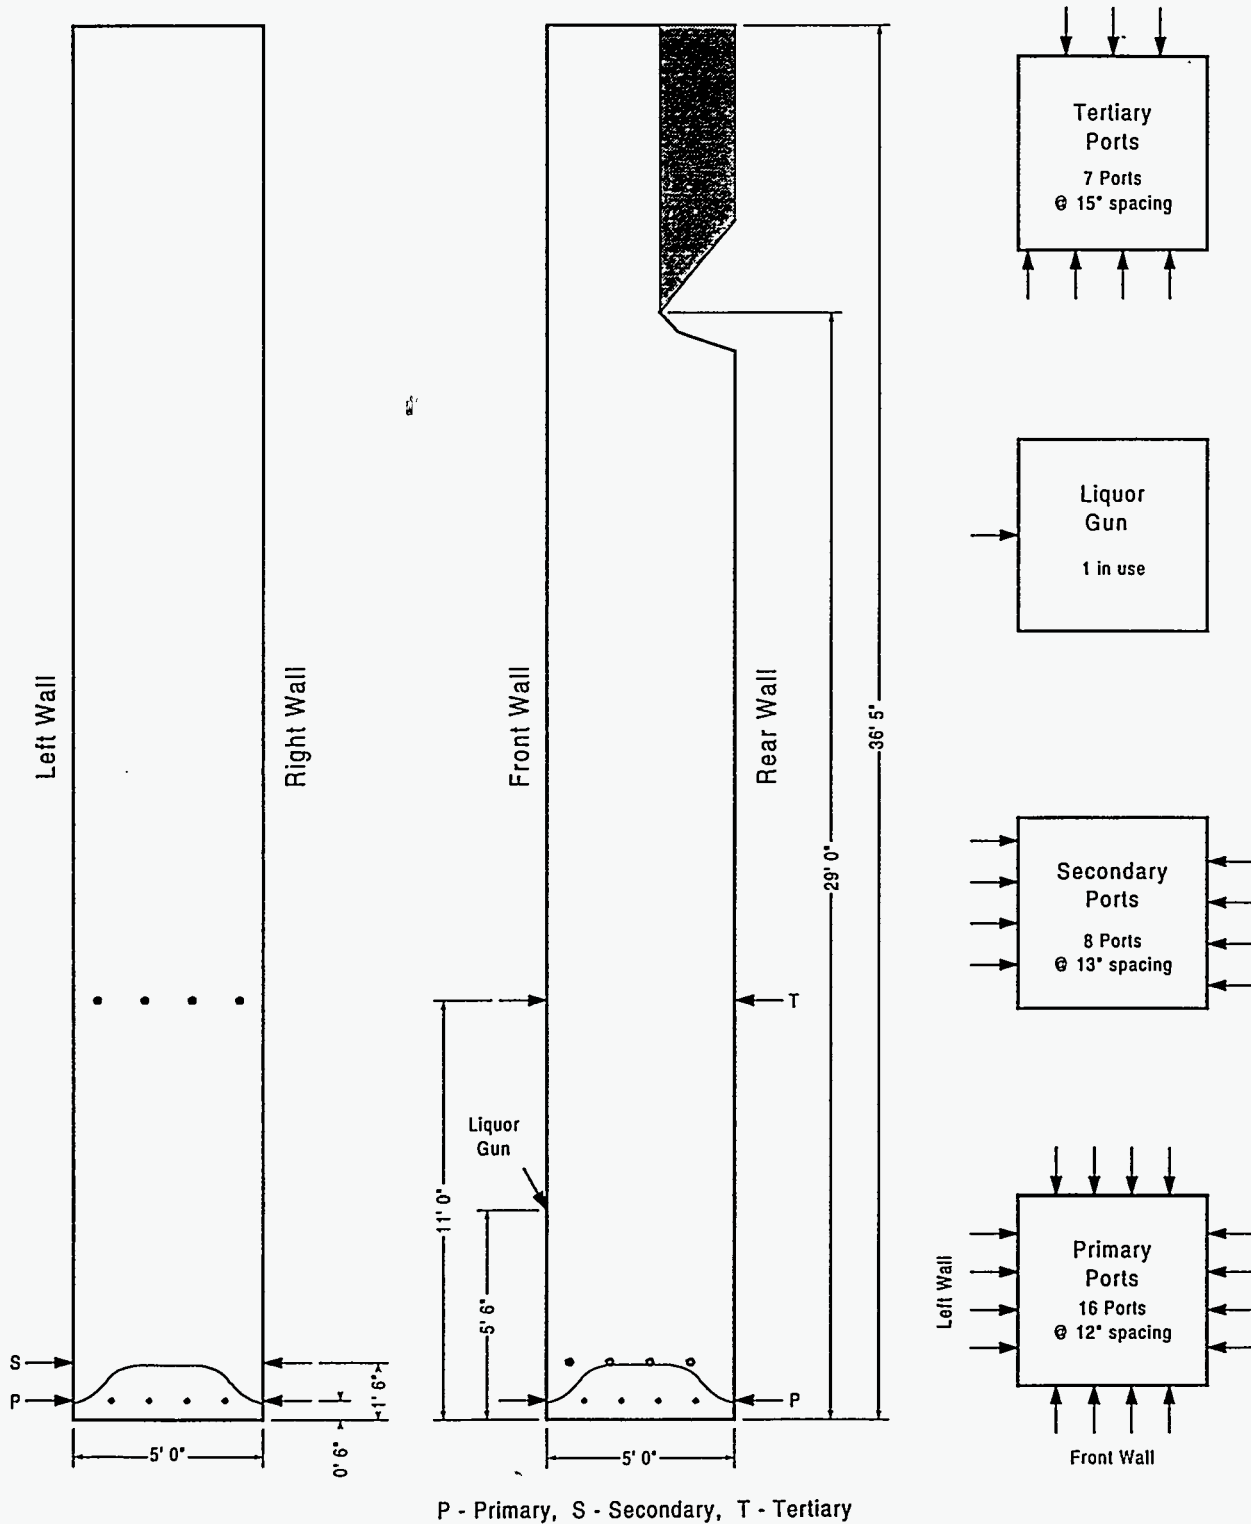 Left Wall
Right Wall
S
P
5' 0"
0' 6"
1' 6"
Front Wall
Rear Wall
36' 5"
29' 0"
T
11' 0"
Liquor
Gun
5' 6"
P
5' 0"
Tertiary
Ports
7 Ports
@ 15" spacing
Liquor
Gun
1 in use
Secondary
Ports
8 Ports
@ 13" spacing
Left Wall
Primary
Ports
16 Ports
@ 12" spacing
Front Wall
P - Primary, S - Secondary, T - Tertiary